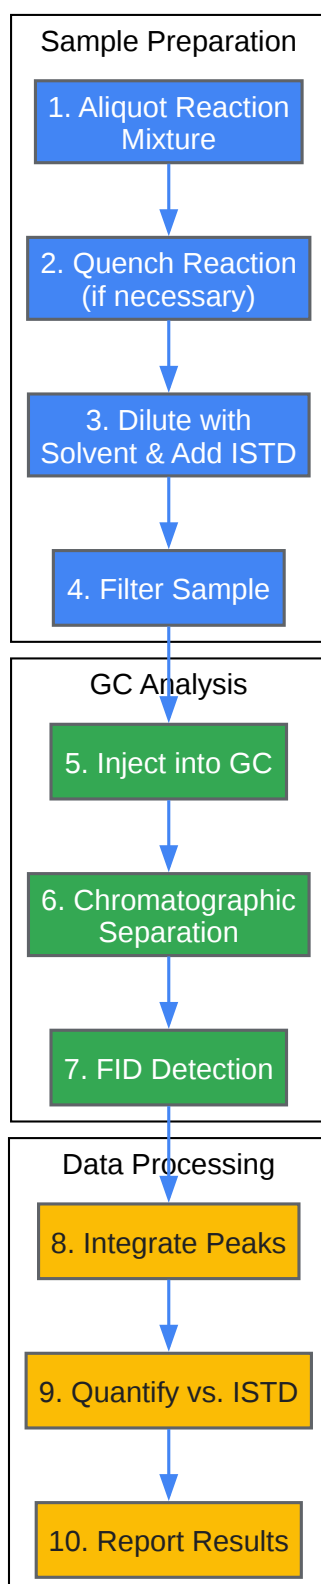 Sample Preparation
1. Aliquot Reaction
Mixture
2. Quench Reaction
(if necessary)
3. Dilute with
Solvent & Add ISTD
4. Filter Sample
GC Analysis
5. Inject into GC
6. Chromatographic
Separation
7. FID Detection
Data Processing
8. Integrate Peaks
9. Quantify vs. ISTD
10. Report Results